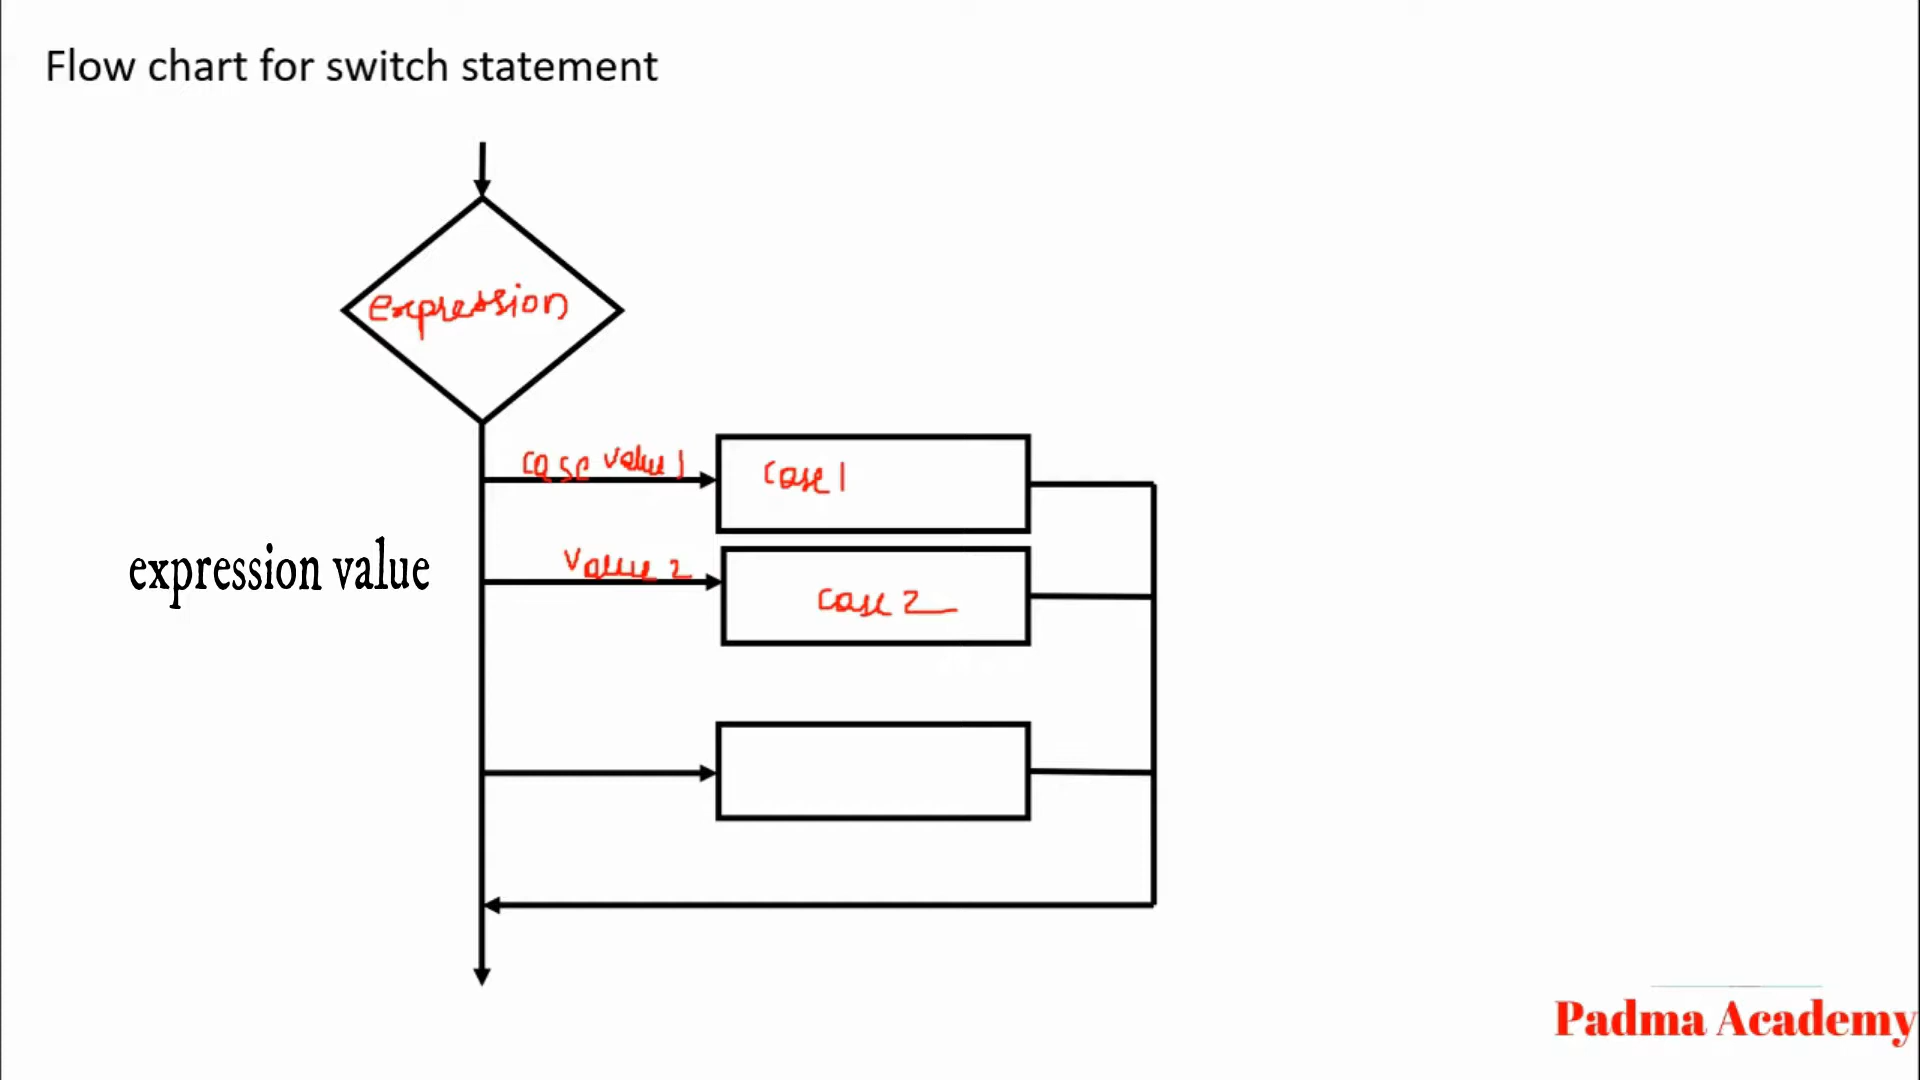 Flow chart for switch statement
expression
case value 1
case 1
value 2
expression value
case 2
Padma Academy